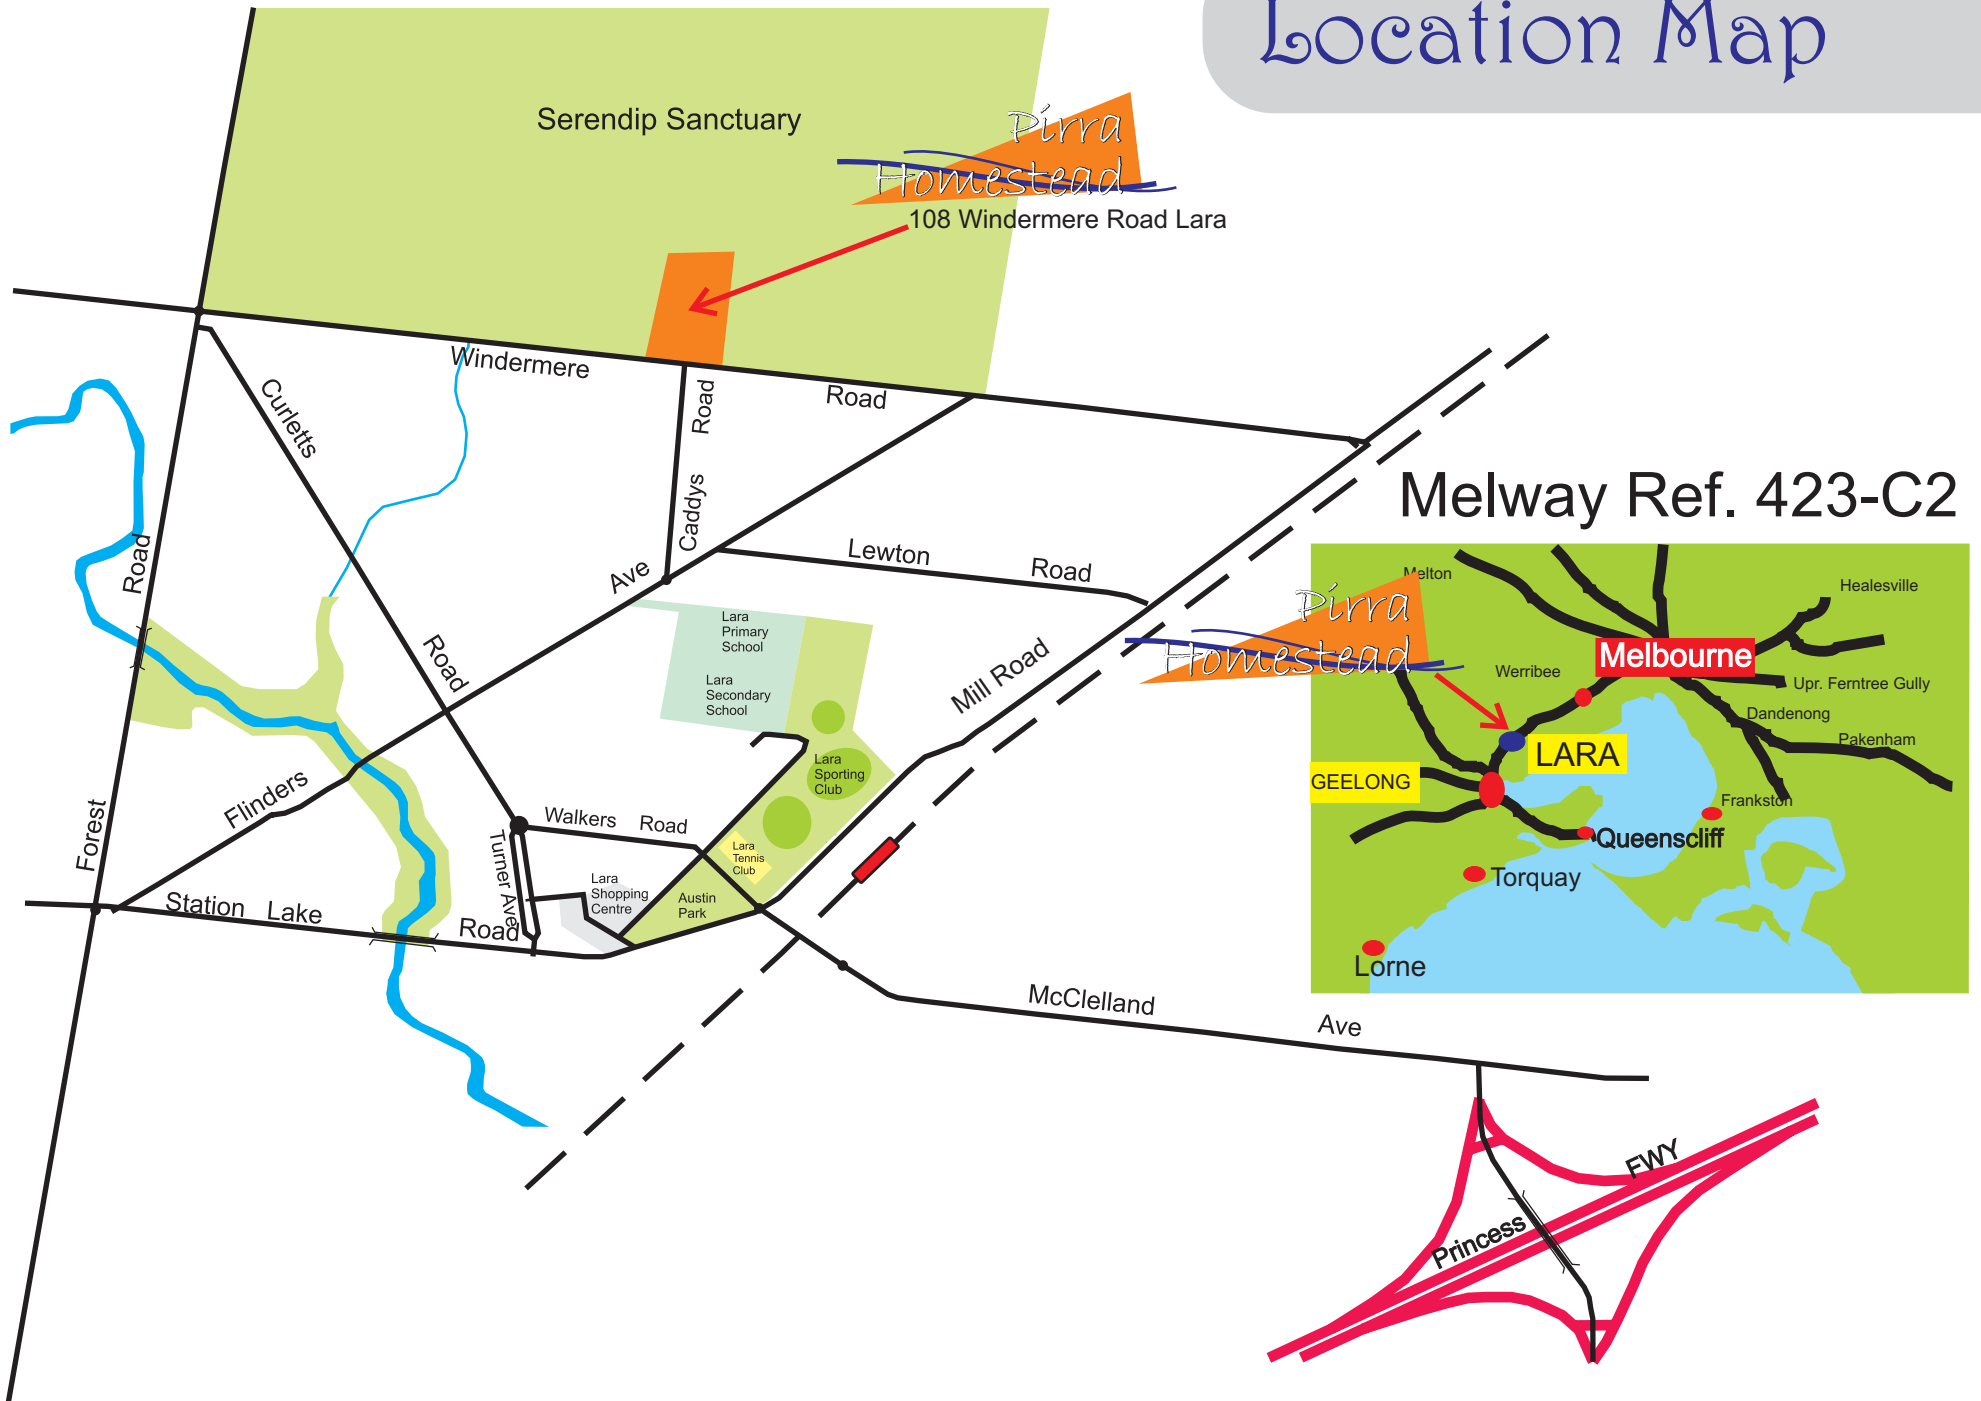 Location Map
Serendip Sanctuary
Pirra
Homestead
108 Windermere Road Lara
Windermere Road
Curletts Road
Caddys Road
Flinders Ave
Lewton Road
Forest Road
Lara
Primary
School
Lara
Secondary
School
Mill Road
Lara
Sporting
Club
Walkers Road
Turner Ave
Lara
Tennis
Club
Lara
Shopping
Centre
Austin
Park
Station Lake Road
McClelland Ave
Princess FWY
Melway Ref. 423-C2
Melton
Healesville
Pirra
Homestead
Melbourne
Werribee
Upr. Ferntree Gully
Dandenong
Pakenham
LARA
GEELONG
Frankston
Queenscliff
Torquay
Lorne